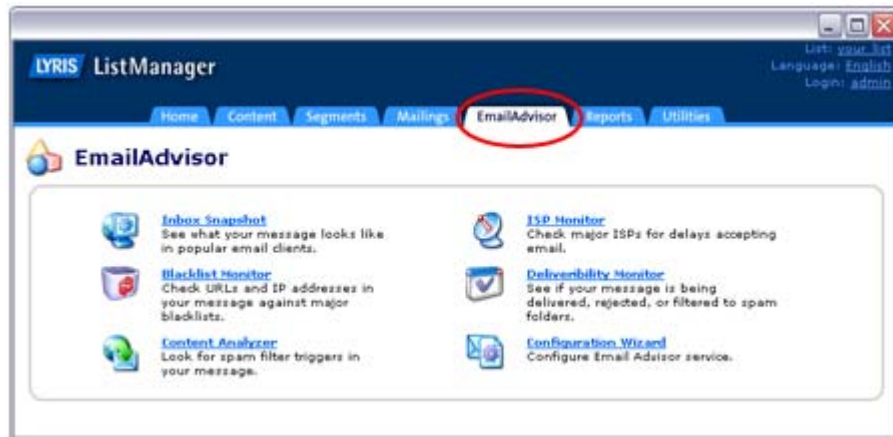 LYRIS ListManager
List: your_list
Language: English
Login: admin
Home Content Segments Mailings EmailAdvisor Reports Utilities
EmailAdvisor
Inbox Snapshot
See what your message looks like
in popular email clients.
Blacklist Monitor
Check URLs and IP addresses in
your message against major
blacklists.
Content Analyzer
Look for spam filter triggers in
your message.
ISP Monitor
Check major ISPs for delays accepting
email.
Deliveribility Monitor
See if your message is being
delivered, rejected, or filtered to spam
folders.
Configuration Wizard
Configure Email Advisor service.